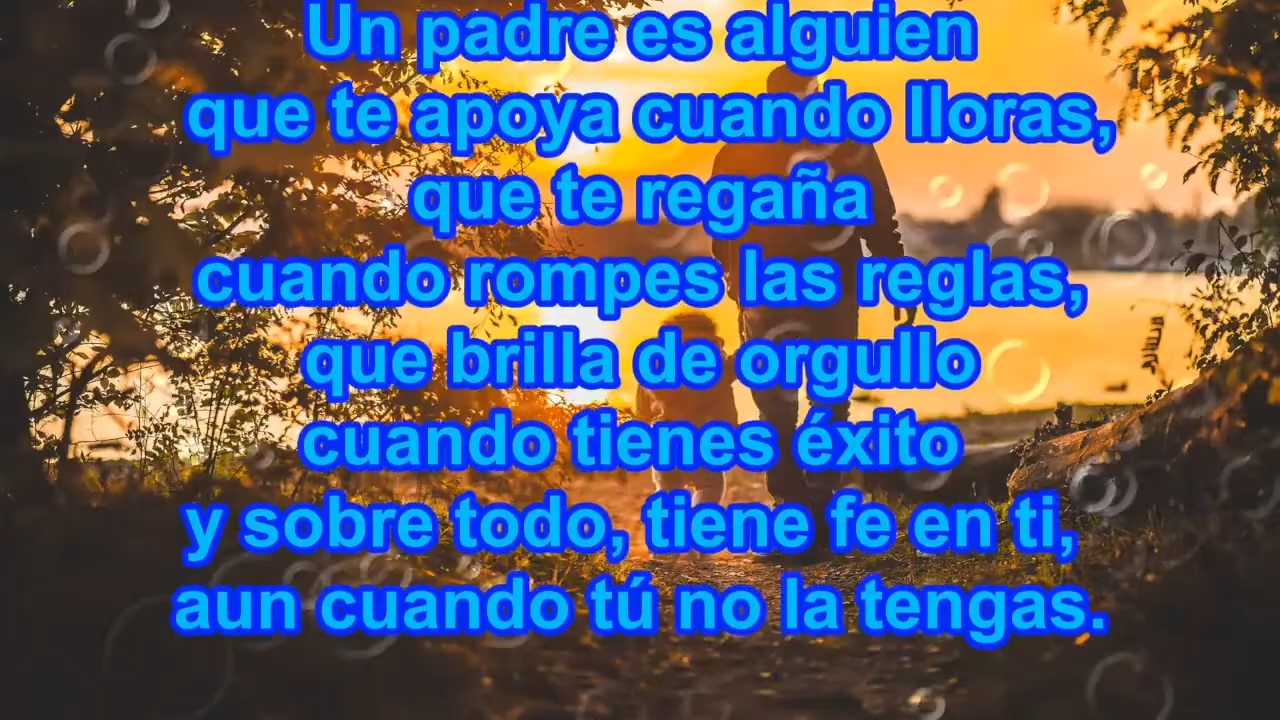 Un padre es alguien
que te apoya cuando lloras,
que te regaña
cuando rompes las reglas,
que brilla de orgullo
cuando tienes éxito
y sobre todo, tiene fe en ti,
aun cuando tú no la tengas.